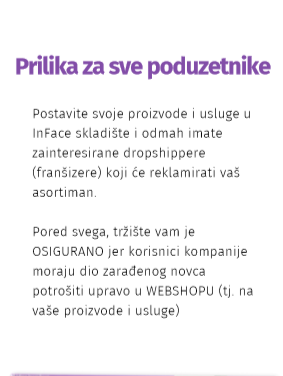 Prilika za sve poduzetnike
Postavite svoje proizvode i usluge u
InFace skladište i odmah imate
zainteresirane dropshippere
(franšizere) koji će reklamirati vaš
asortiman.
Pored svega, tržište vam je
OSIGURANO jer korisnici kompanije
moraju dio zarađenog novca
potrošiti upravo u WEBSHOPU (tj. na
vaše proizvode i usluge)